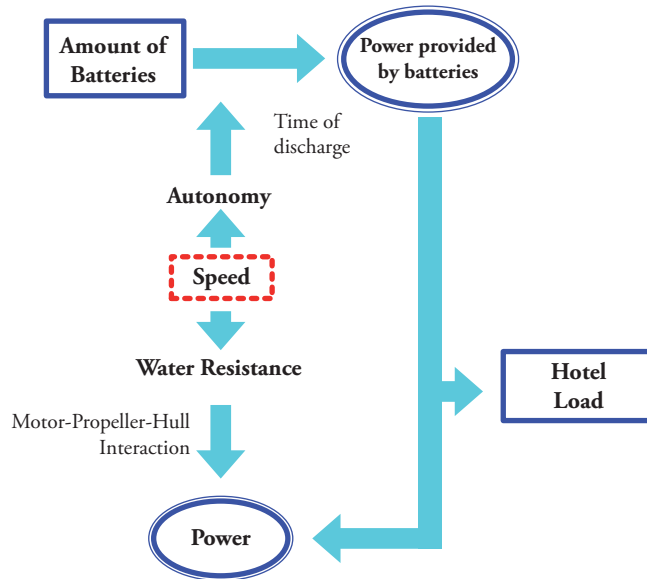 Amount of
Batteries
Power provided
by batteries
Time of
discharge
Autonomy
Speed
Water Resistance
Hotel
Load
Motor-Propeller-Hull
Interaction
Power